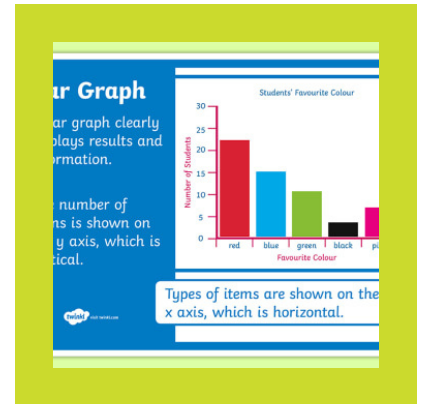 ar Graph
ar graph clearly
plays results and
ormation.
number of
ms is shown on
y axis, which is
tical.
twinkl
Students' Favourite Colour
Number of Students
30
25
20
15
10
5
0
red blue green black pi
Favourite Colour
Types of items are shown on the
x axis, which is horizontal.